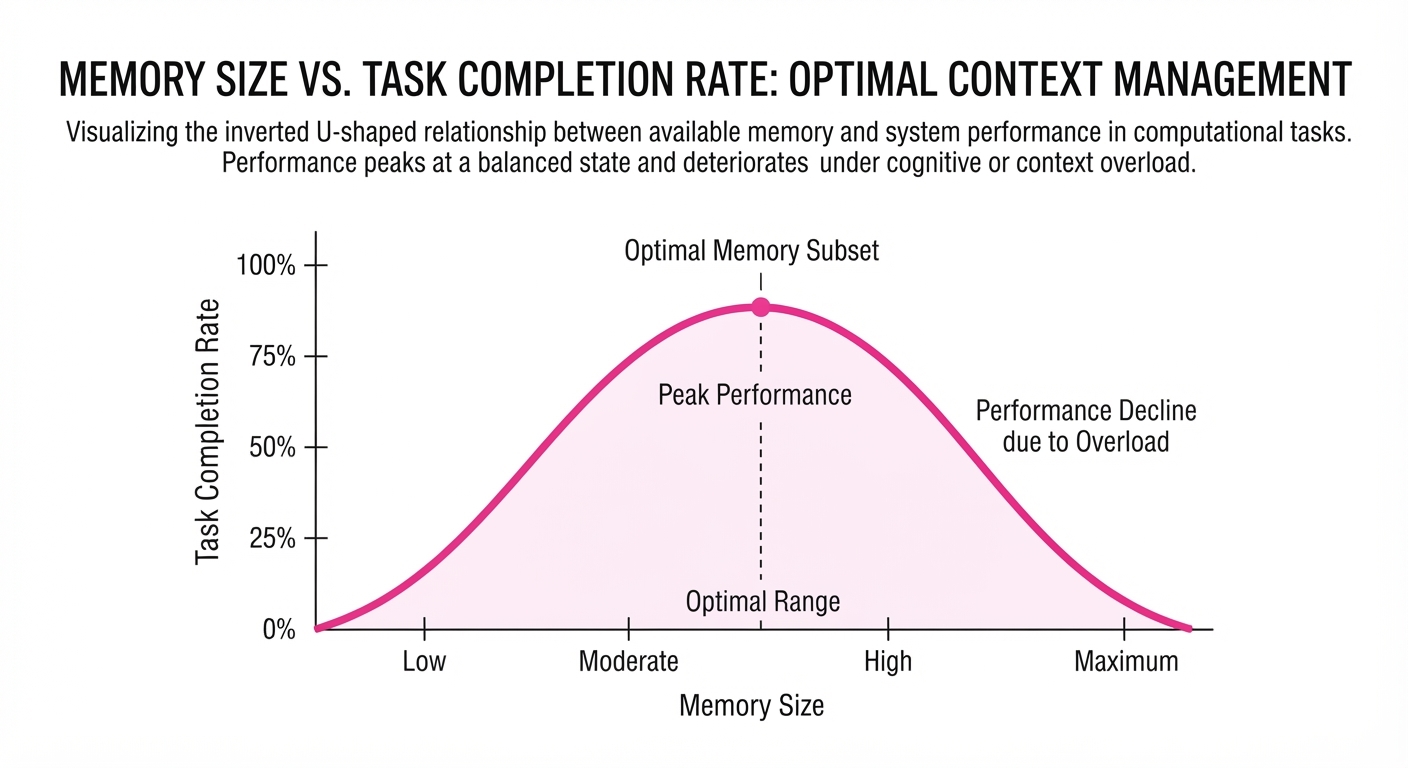 MEMORY SIZE VS. TASK COMPLETION RATE: OPTIMAL CONTEXT MANAGEMENT
Visualizing the inverted U-shaped relationship between available memory and system performance in computational tasks.
Performance peaks at a balanced state and deteriorates under cognitive or context overload.
Optimal Memory Subset
100%
75%
50%
25%
0%
Task Completion Rate
Peak Performance
Performance Decline
due to Overload
Optimal Range
Low
Moderate
High
Maximum
Memory Size